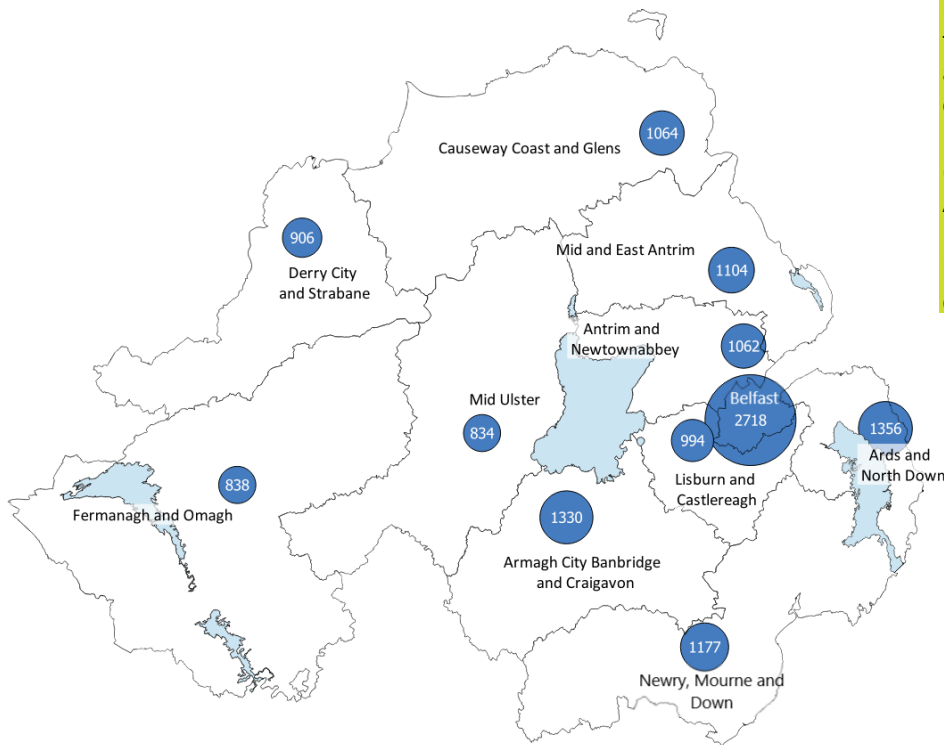 1064
Causeway Coast and Glens
906
Derry City
and Strabane
Mid and East Antrim
1104
Antrim and
Newtownabbey
1062
Belfast
2718
Mid Ulster
834
994
Lisburn and
Castlereagh
1356
Ards and
North Down
838
Fermanagh and Omagh
1330
Armagh City Banbridge
and Craigavon
1177
Newry, Mourne and
Down